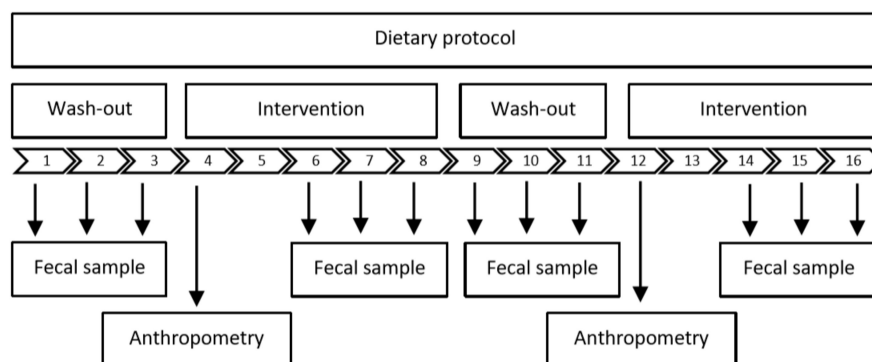 Dietary protocol
Wash-out Intervention Wash-out Intervention
1 2 3 4 5 6 7 8 9 10 11 12 13 14 15 16
Fecal sample Fecal sample Fecal sample Fecal sample
Anthropometry Anthropometry